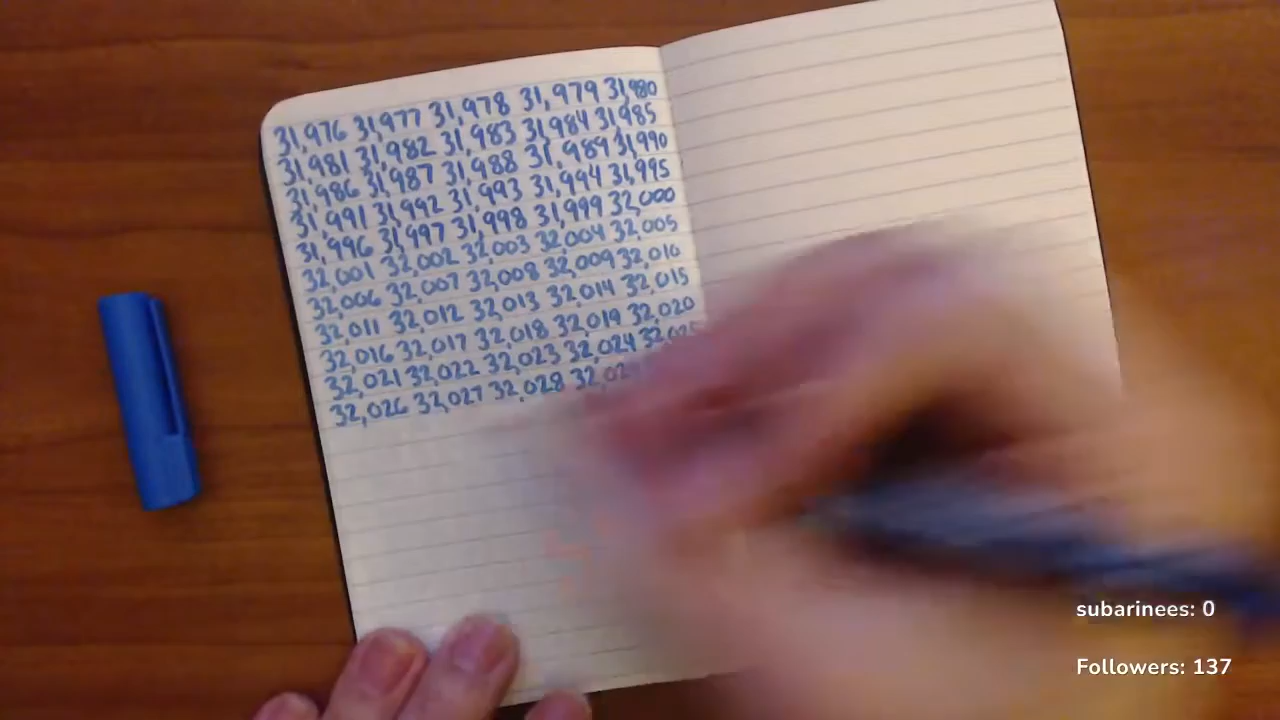 31,976 31,977 31,978 31,979 31,980
31,981 31,982 31,983 31,984 31,985
31,986 31,987 31,988 31,989 31,990
31,991 31,992 31,993 31,994 31,995
31,996 31,997 31,998 31,999 32,000
32,001 32,002 32,003 32,004 32,005
32,006 32,007 32,008 32,009 32,010
32,011 32,012 32,013 32,014 32,015
32,016 32,017 32,018 32,019 32,020
32,021 32,022 32,023 32,024 32,025
32,026 32,027 32,028
subarinees: 0
Followers: 137